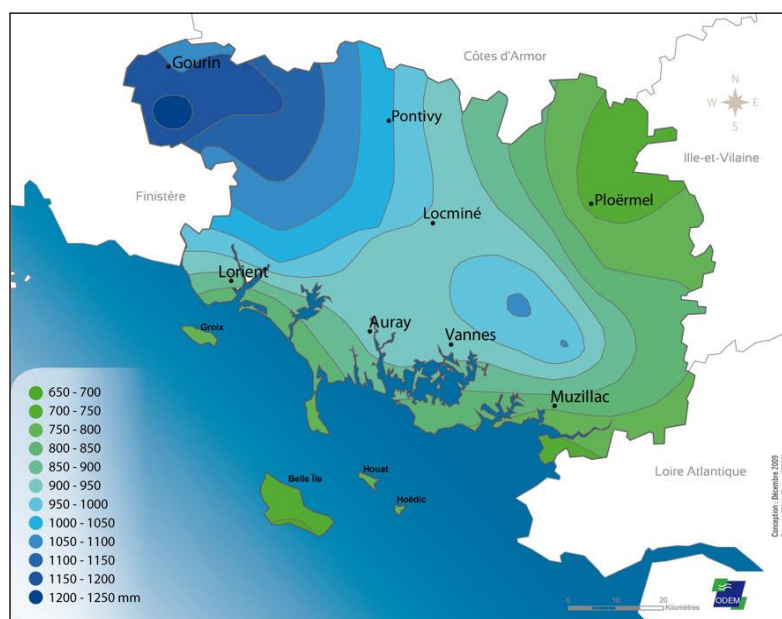 Gourin
Côtes d'Armor
N
W E
S
Pontivy
Ille-et-Vilaine
Finistère
Ploërmel
Locminé
Lorient
Groix
Auray
Vannes
Muzillac
650 - 700
700 - 750
750 - 800
800 - 850
850 - 900
900 - 950
950 - 1000
1000 - 1050
1050 - 1100
1100 - 1150
1150 - 1200
1200 - 1250 mm
Belle Île
Houat
Hoëdic
Loire Atlantique
Conception : Décembre 2009
0 10 20
Kilomètres
ODEM